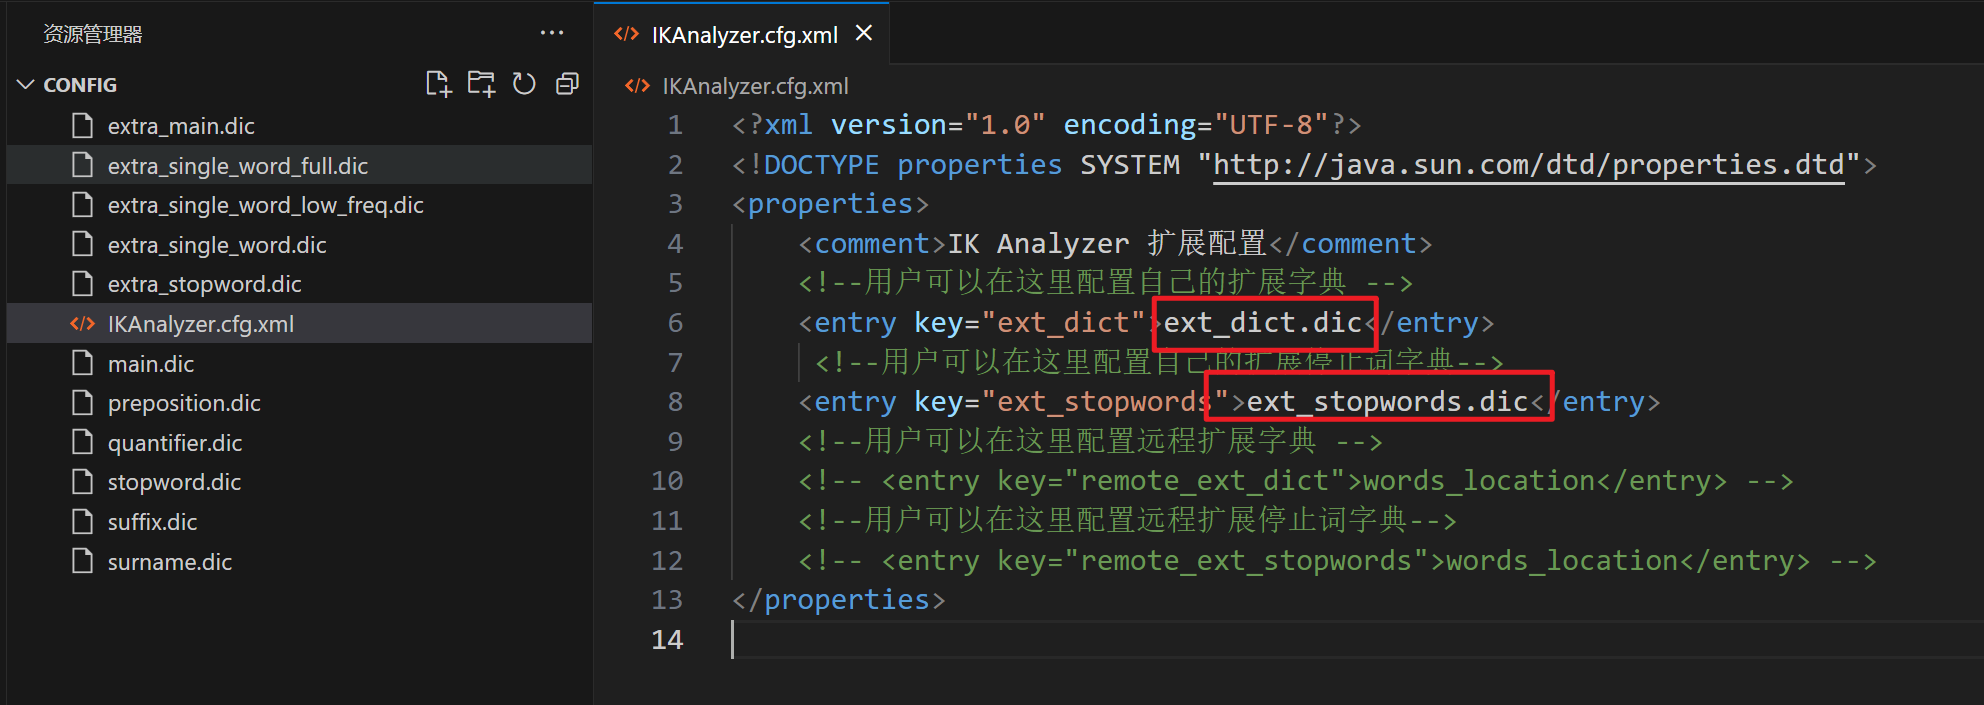 资源管理器
CONFIG
extra_main.dic
extra_single_word_full.dic
extra_single_word_low_freq.dic
extra_single_word.dic
extra_stopword.dic
IKAnalyzer.cfg.xml
main.dic
preposition.dic
quantifier.dic
stopword.dic
suffix.dic
surname.dic
IKAnalyzer.cfg.xml
IKAnalyzer.cfg.xml
1 <?xml version="1.0" encoding="UTF-8"?>
2 <!DOCTYPE properties SYSTEM "http://java.sun.com/dtd/properties.dtd">
3 <properties>
4 <comment>IK Analyzer 扩展配置</comment>
5 <!--用户可以在这里配置自己的扩展字典 -->
6 <entry key="ext_dict">ext_dict.dic</entry>
7 <!--用户可以在这里配置自己的扩展停止词字典-->
8 <entry key="ext_stopwords">ext_stopwords.dic</entry>
9 <!--用户可以在这里配置远程扩展字典 -->
10 <!-- <entry key="remote_ext_dict">words_location</entry> -->
11 <!--用户可以在这里配置远程扩展停止词字典-->
12 <!-- <entry key="remote_ext_stopwords">words_location</entry> -->
13 </properties>
14